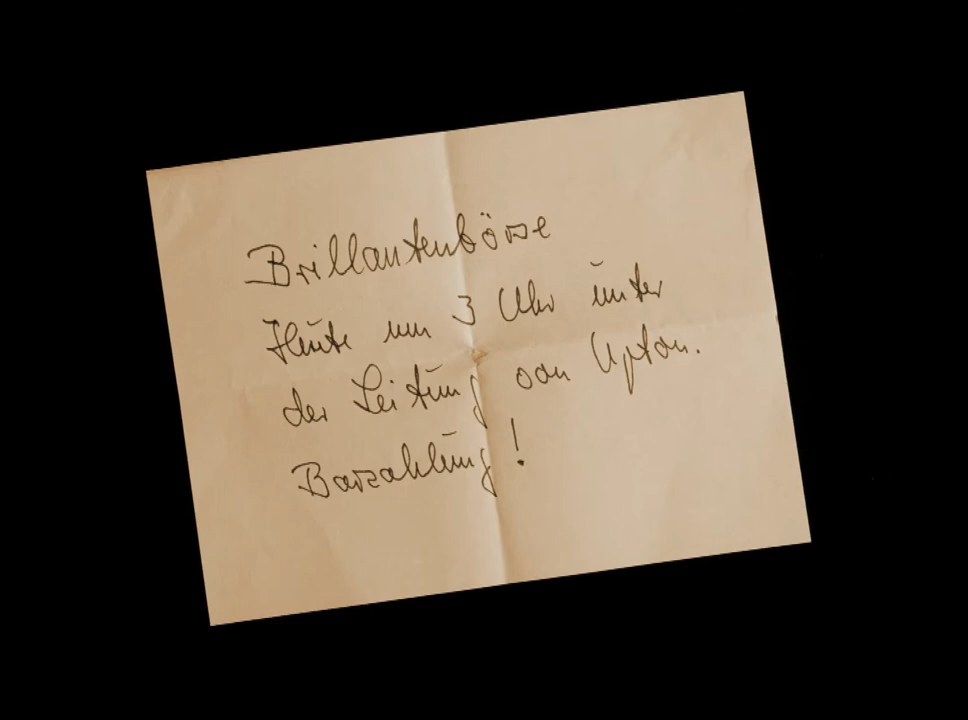 Brillantenbörse
Heute um 3 Uhr unter
der Leitung von Upton.
Barzahlung!